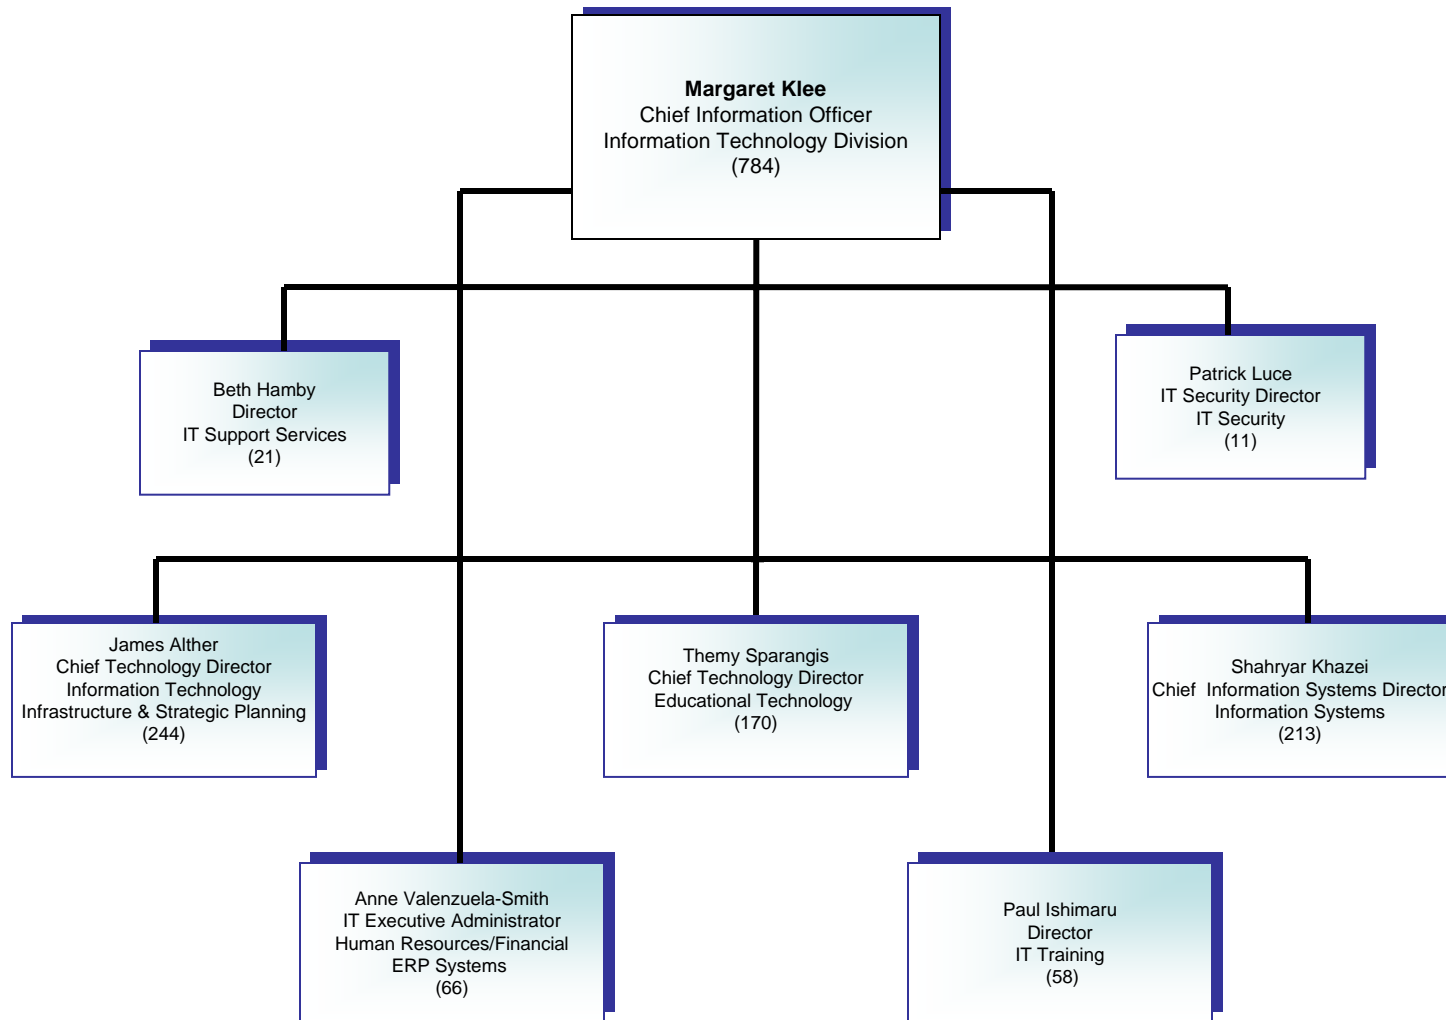 Margaret Klee
Chief Information Officer
Information Technology Division
(784)
Beth Hamby
Director
IT Support Services
(21)
Patrick Luce
IT Security Director
IT Security
(11)
James Alther
Chief Technology Director
Information Technology
Infrastructure & Strategic Planning
(244)
Themy Sparangis
Chief Technology Director
Educational Technology
(170)
Shahryar Khazei
Chief  Information Systems Director
Information Systems
(213)
Anne Valenzuela-Smith
IT Executive Administrator
Human Resources/Financial
ERP Systems
(66)
Paul Ishimaru
Director
IT Training
(58)